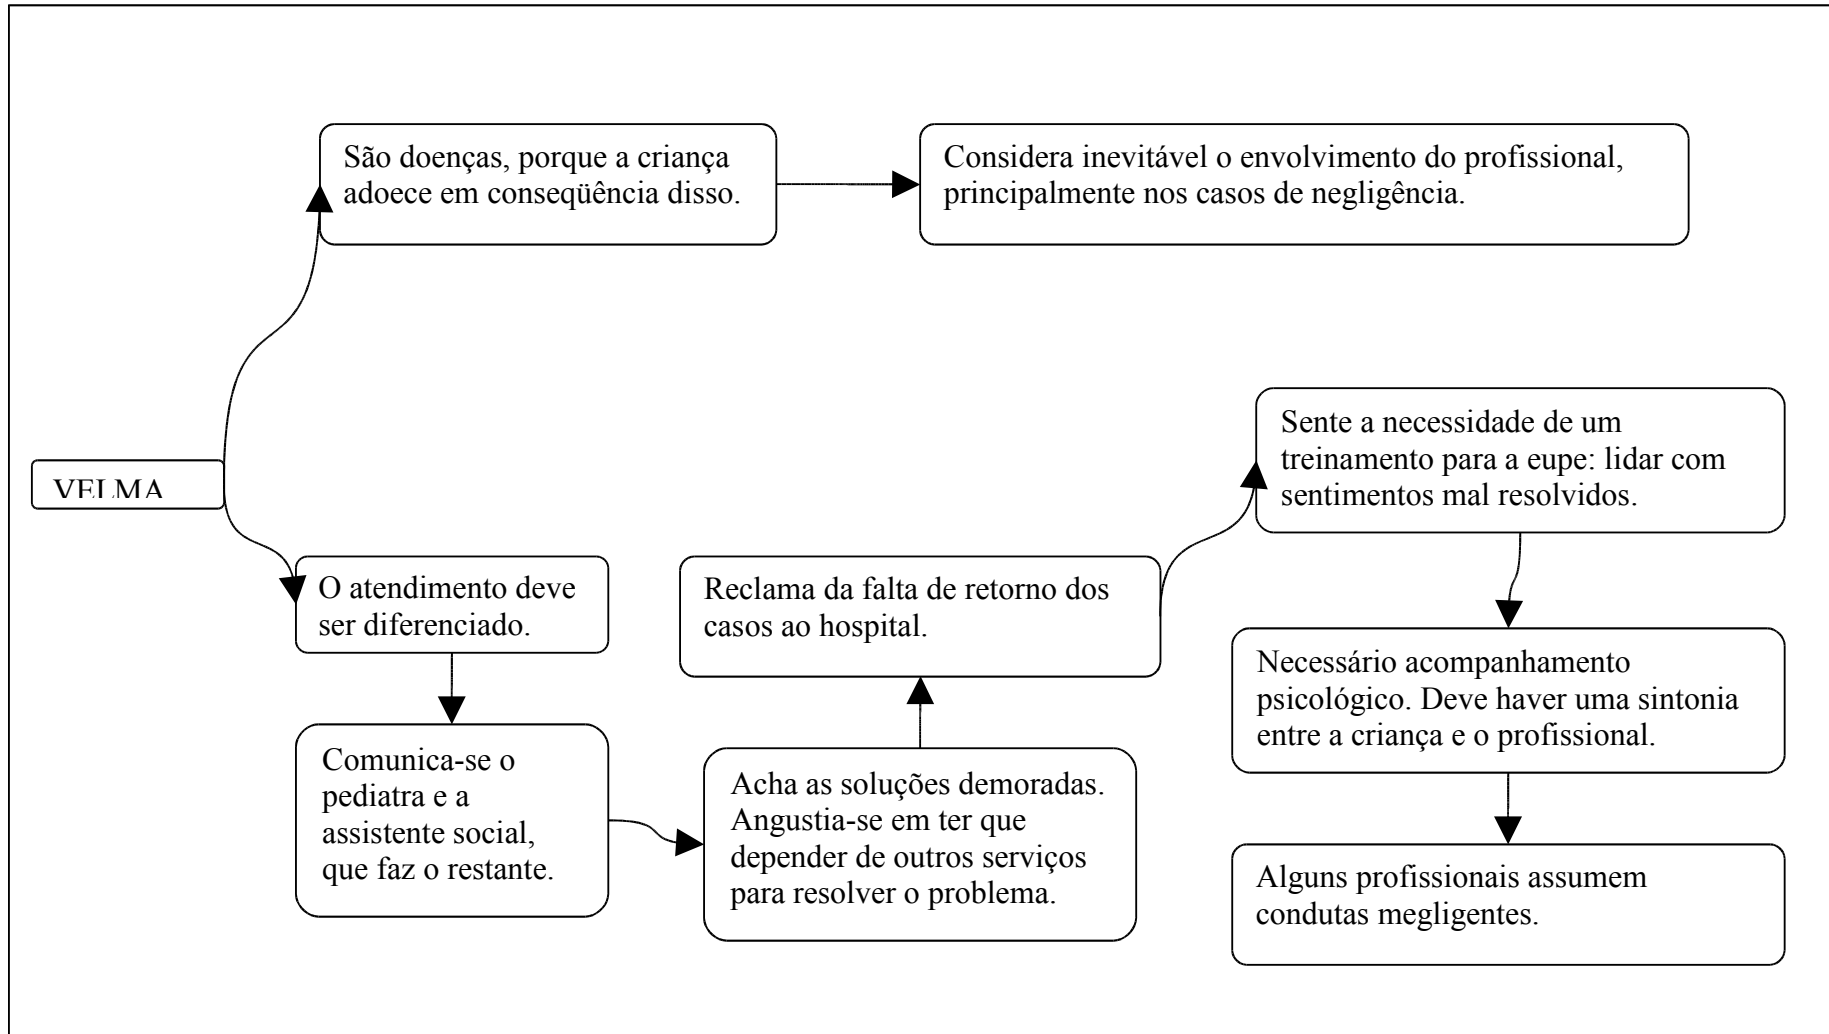 São doenças, porque a criança
adoece em conseqüência disso.
Considera inevitável o envolvimento do profissional,
principalmente nos casos de negligência.
VELMA
O atendimento deve
ser diferenciado.
Comunica-se o
pediatra e a
assistente social,
que faz o restante.
Acha as soluções demoradas.
Angustia-se em ter que
depender de outros serviços
para resolver o problema.
Reclama da falta de retorno dos
casos ao hospital.
Sente a necessidade de um
treinamento para a eupe: lidar com
sentimentos mal resolvidos.
Necessário acompanhamento
psicológico. Deve haver uma sintonia
entre a criança e o profissional.
Alguns profissionais assumem
condutas megligentes.